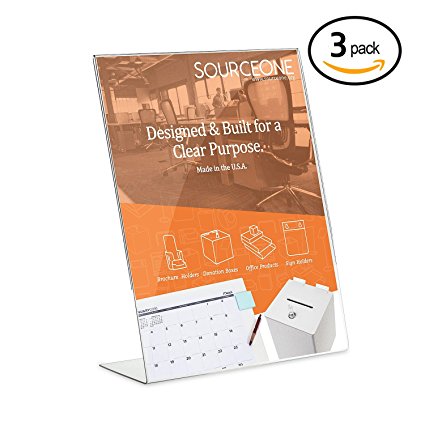 3 pack
SOURCEONE
Designed & Built for a
Clear Purpose.
Made in the U.S.A.
Brochure Holders
Donation Boxes
Office Products
Sign Holders